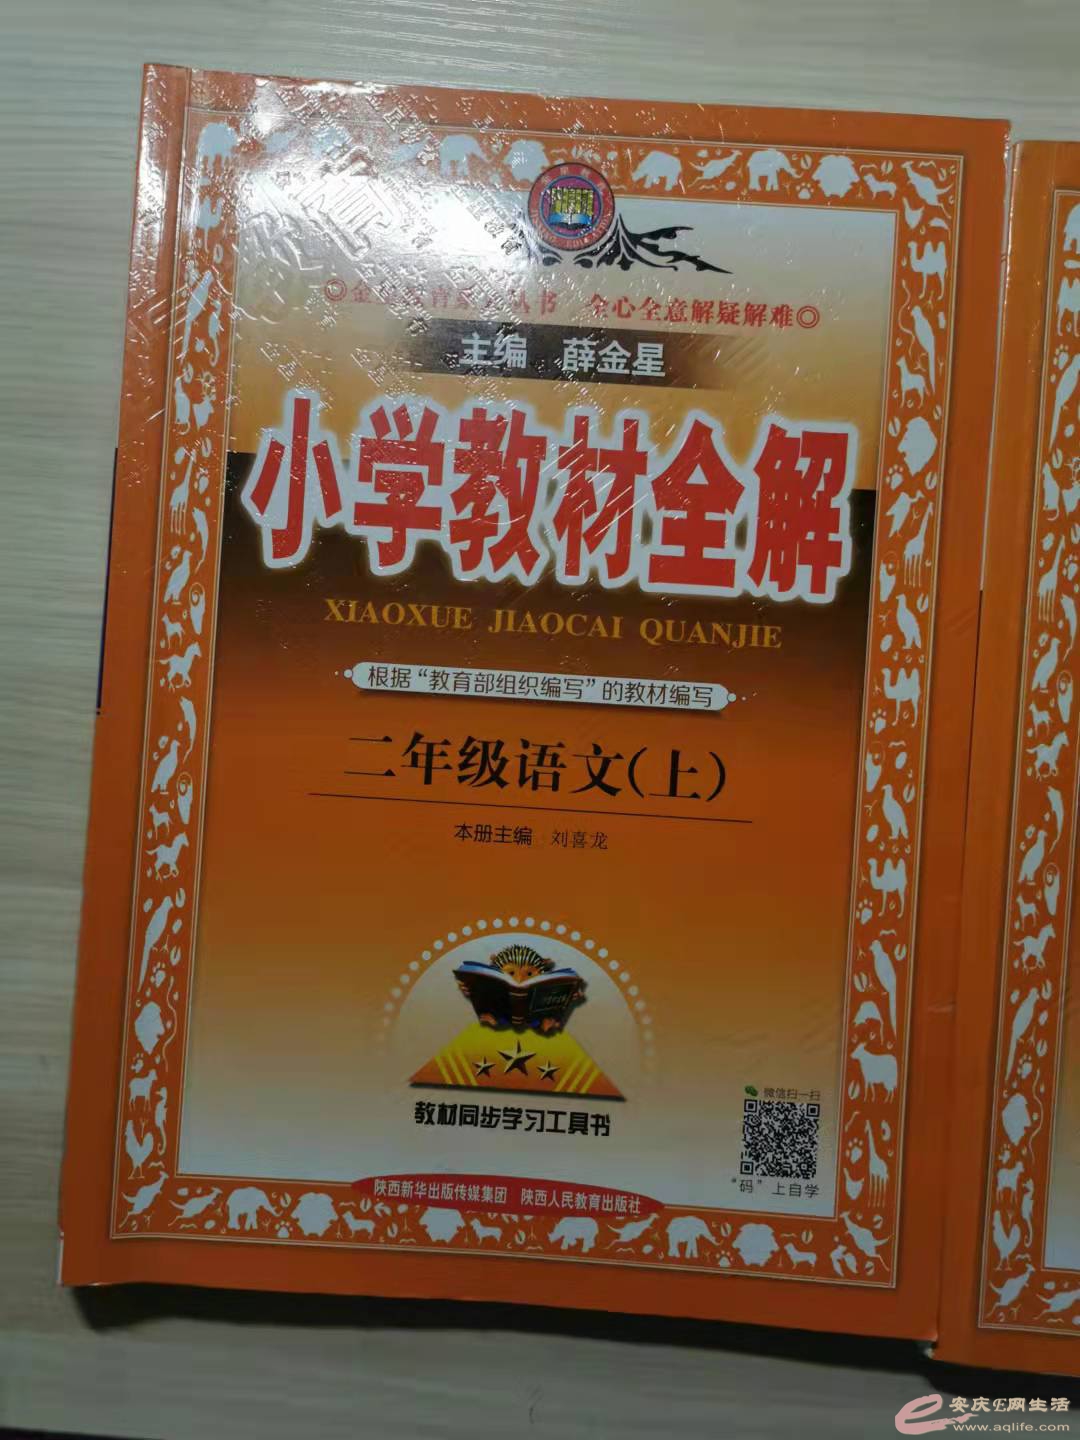 全心全意解疑解难
主编 薛金星
小学教材全解
XIAOXUE JIAOCAI QUANJIE
根据“教育部组织编写”的教材编写
二年级语文(上)
本册主编 刘喜龙
教材同步学习工具书
微信扫一扫
“码”上自学
陕西新华出版传媒集团 陕西人民教育出版社
安庆E网生活
www.aqlife.com